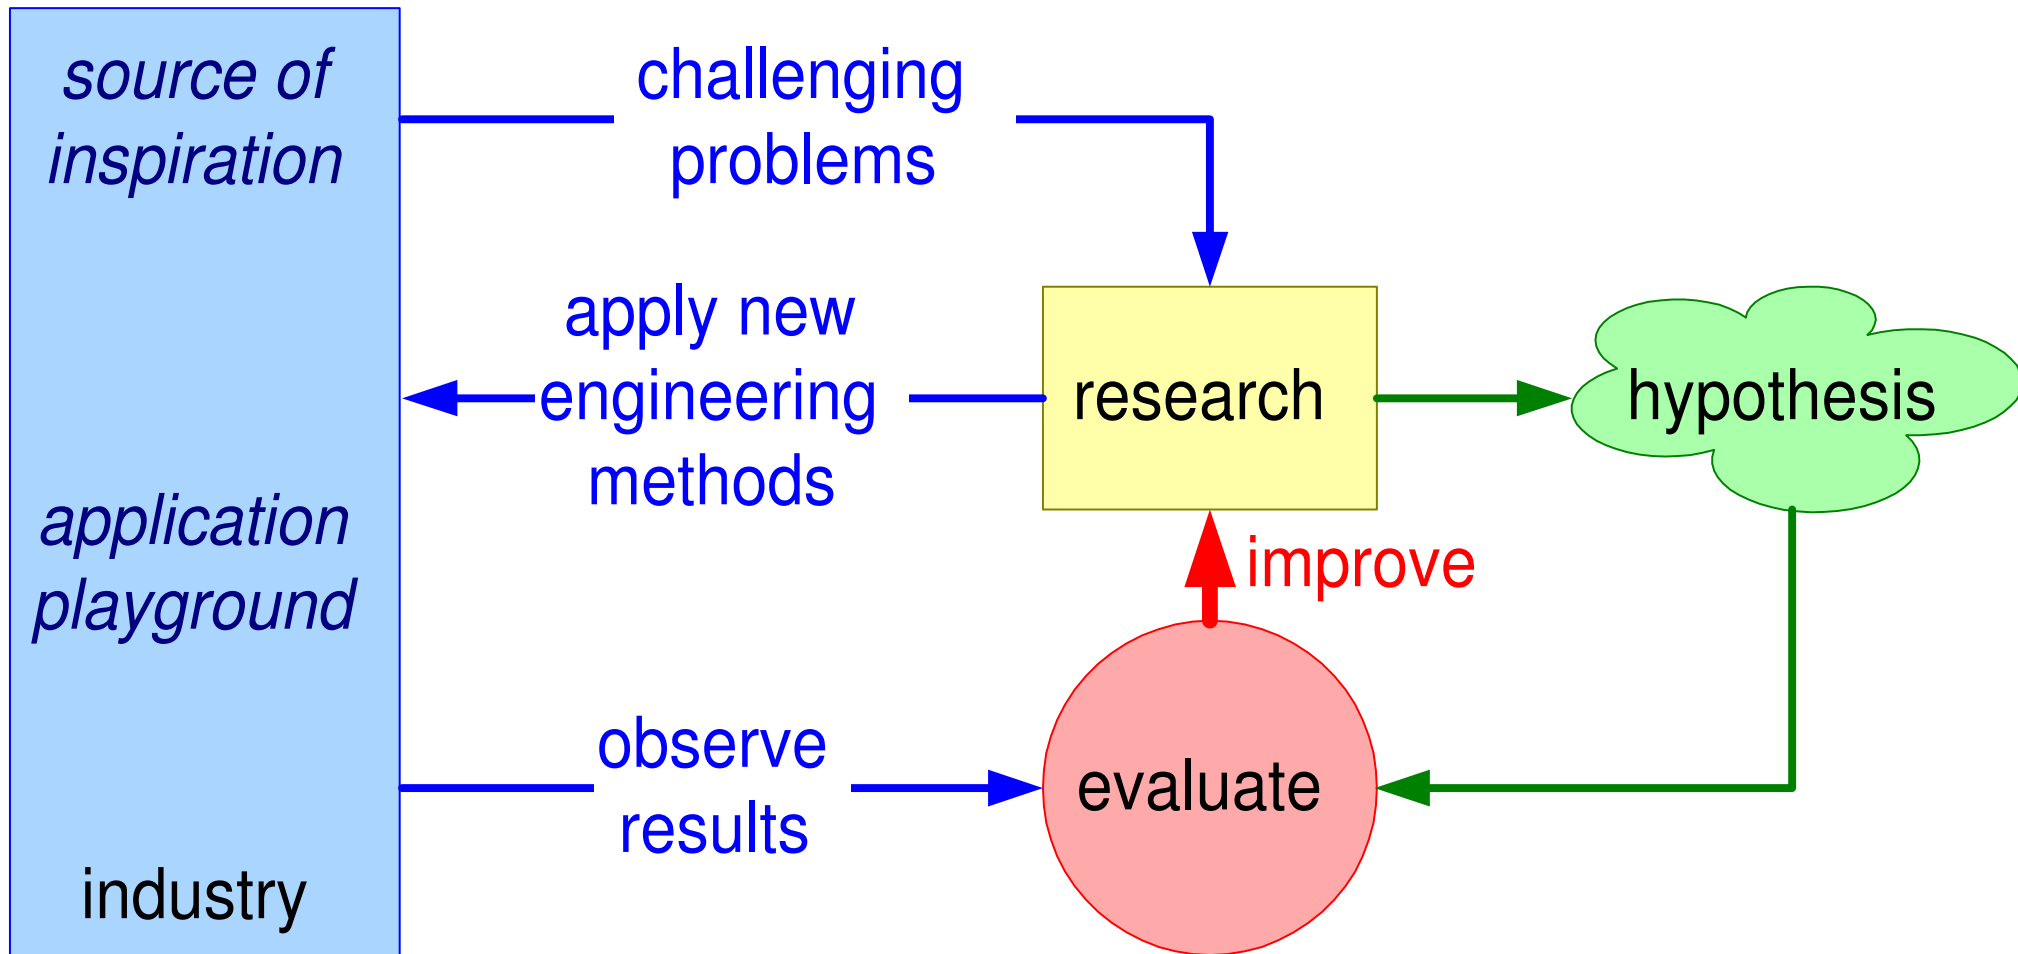 source of
inspiration
challenging
problems
apply new
engineering
methods
research
hypothesis
application
playground
improve
observe
results
evaluate
industry